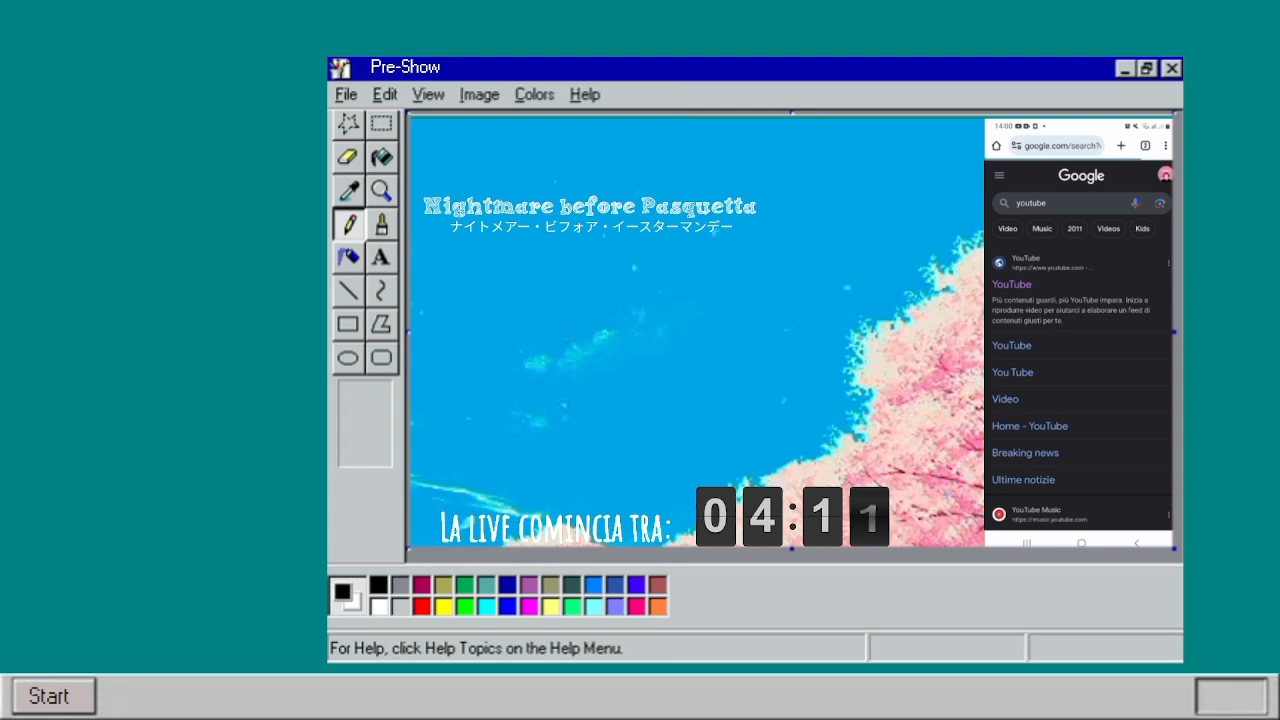 Pre-Show
File Edit View Image Colors Help
Nightmare before Pasquetta
ナイトメアー・ビフォア・イースターマンデー
La live comincia tra:
04:11
14:00
google.com/search?
2
Google
youtube
Video Music 2011 Videos Kids
YouTube
https://www.youtube.com › ...
YouTube
Più contenuti guardi, più YouTube impara. Inizia a
riprodurre video per aiutarci a elaborare un feed di
contenuti giusti per te.
YouTube
You Tube
Video
Home - YouTube
Breaking news
Ultime notizie
YouTube Music
https://music.youtube.com
A
For Help, click Help Topics on the Help Menu.
Start